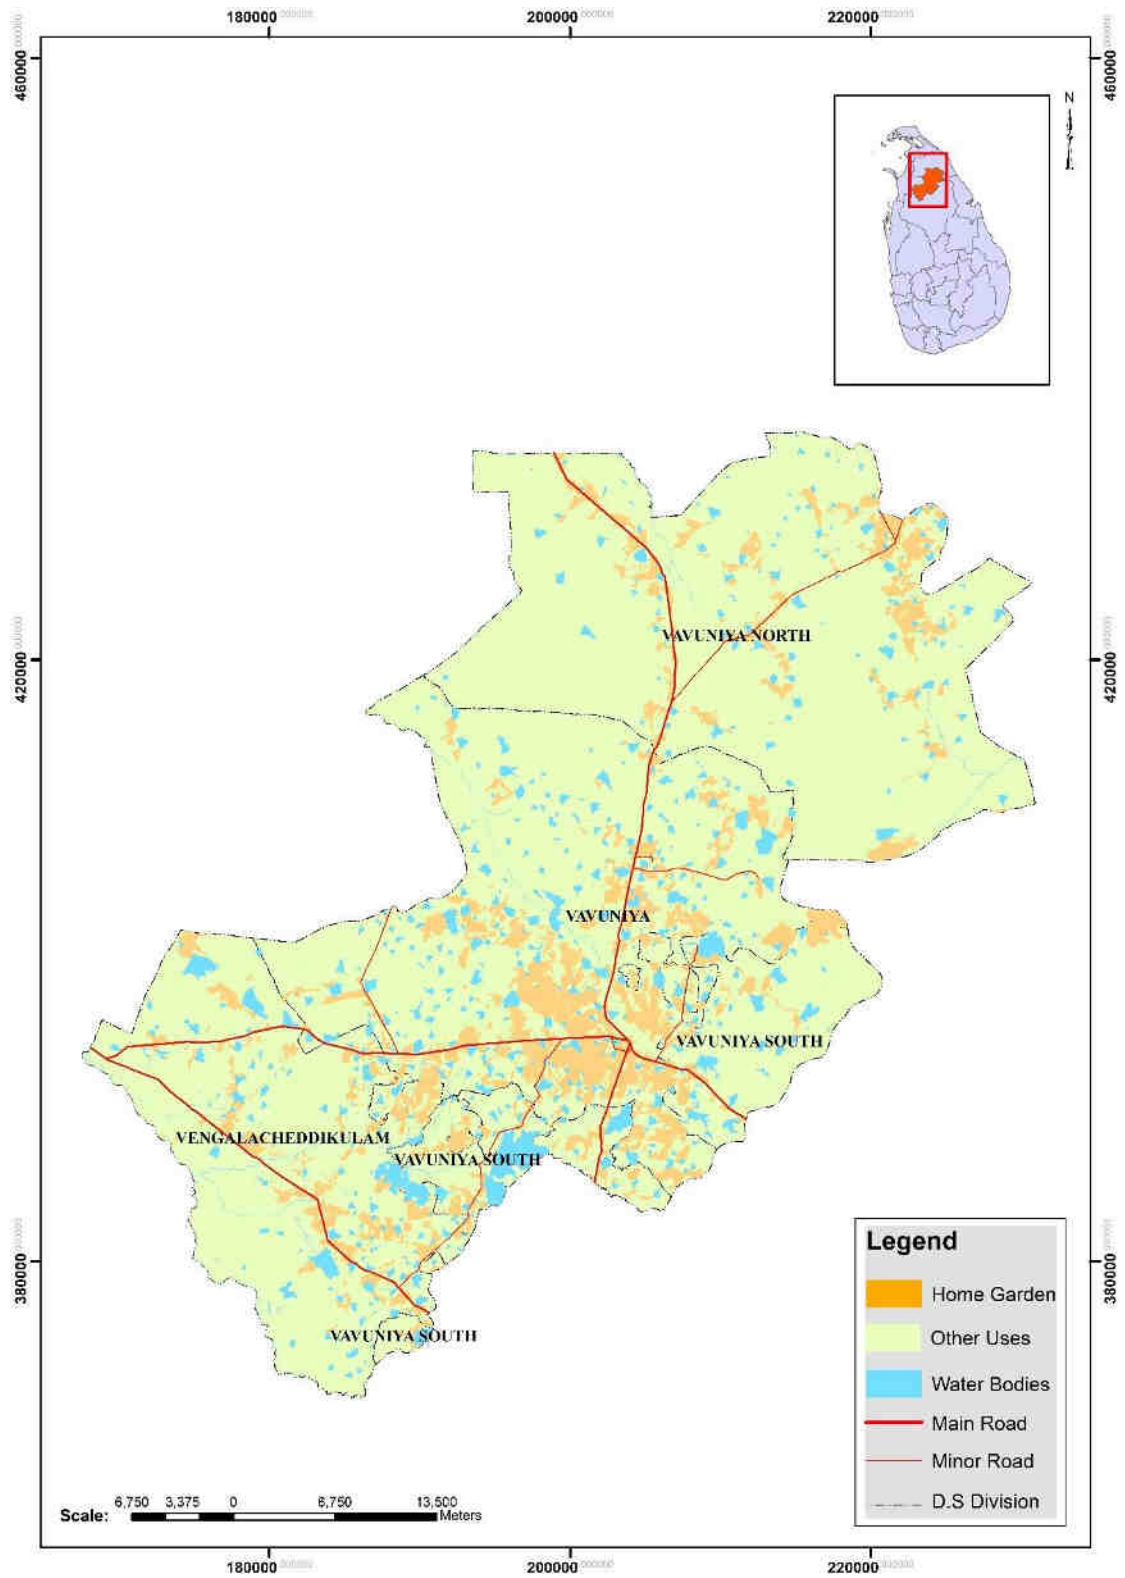 180000 200000 220000
460000 460000
N
VAVUNIYA NORTH
420000 420000
VAVUNIYA
VAVUNIYA SOUTH
VENGALACHEDDIKULAM
VAVUNIYA SOUTH
380000 380000
VAVUNIYA SOUTH
Legend
Home Garden
Other Uses
Water Bodies
Main Road
Minor Road
D.S Division
6,750 3,375 0 6,750 13,500
Scale: Meters
180000 200000 220000